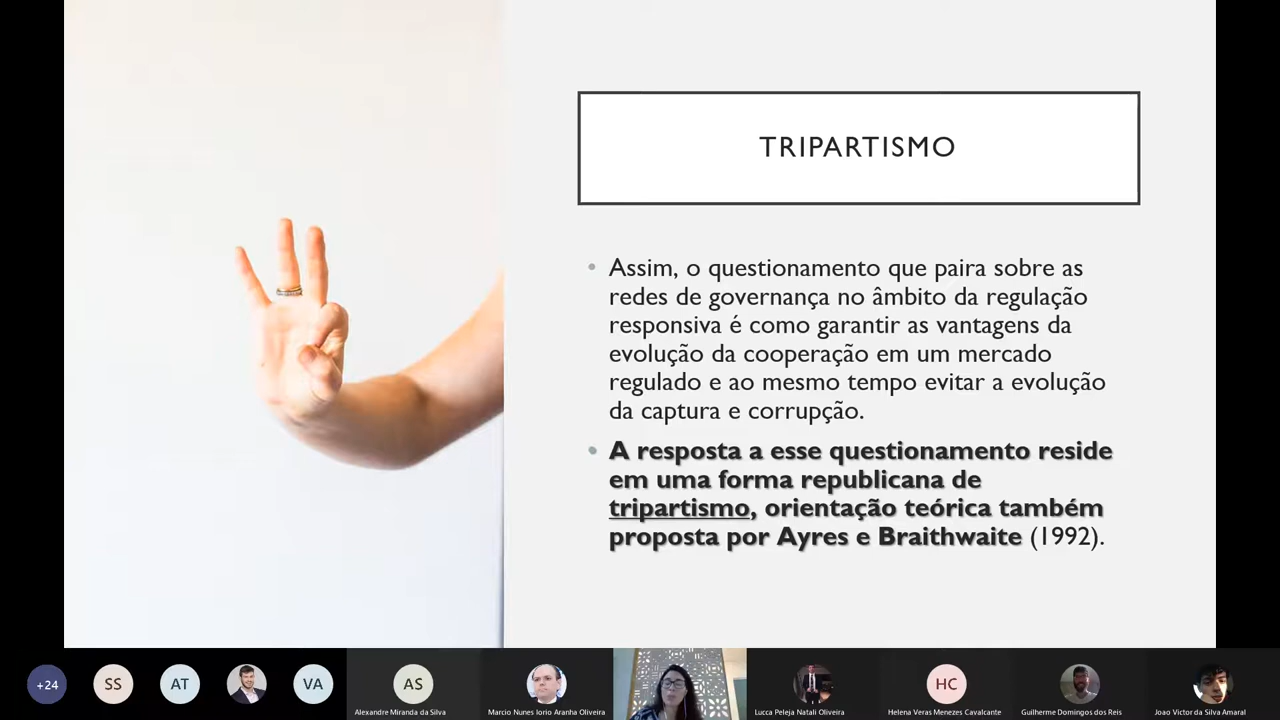 TRIPARTISMO
• Assim, o questionamento que paira sobre as
redes de governança no âmbito da regulação
responsiva é como garantir as vantagens da
evolução da cooperação em um mercado
regulado e ao mesmo tempo evitar a evolução
da captura e corrupção.
• A resposta a esse questionamento reside
em uma forma republicana de
tripartismo, orientação teórica também
proposta por Ayres e Braithwaite (1992).
+24
SS
AT
VA
AS
HC
Alexandre Miranda da Silva
Marcio Nunes Iorio Aranha Oliveira
Lucca Peleja Natali Oliveira
Helena Veras Menezes Cavalcante
Guilherme Domingos dos Reis
Joao Victor da Silva Amaral